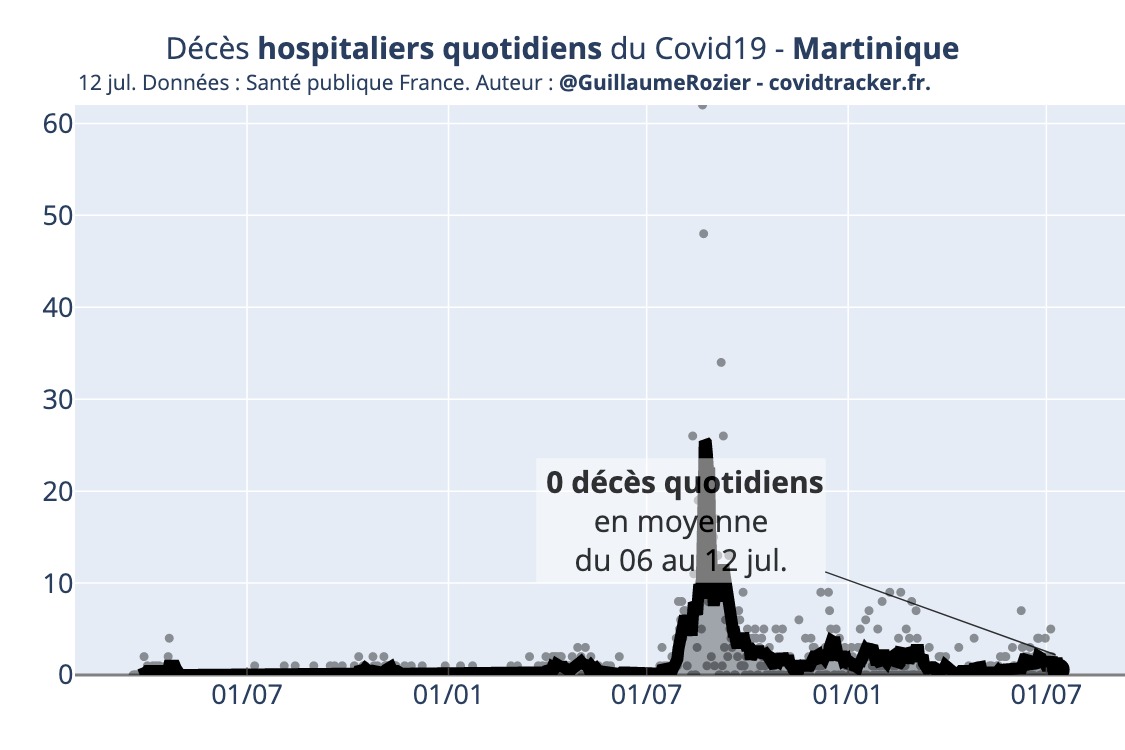 Décès hospitaliers quotidiens du Covid19 - Martinique
12 jul. Données : Santé publique France. Auteur : @GuillaumeRozier - covidtracker.fr.
60
50
40
30
20
10
0
0 décès quotidiens
en moyenne
du 06 au 12 jul.
01/07 01/01 01/07 01/01 01/07